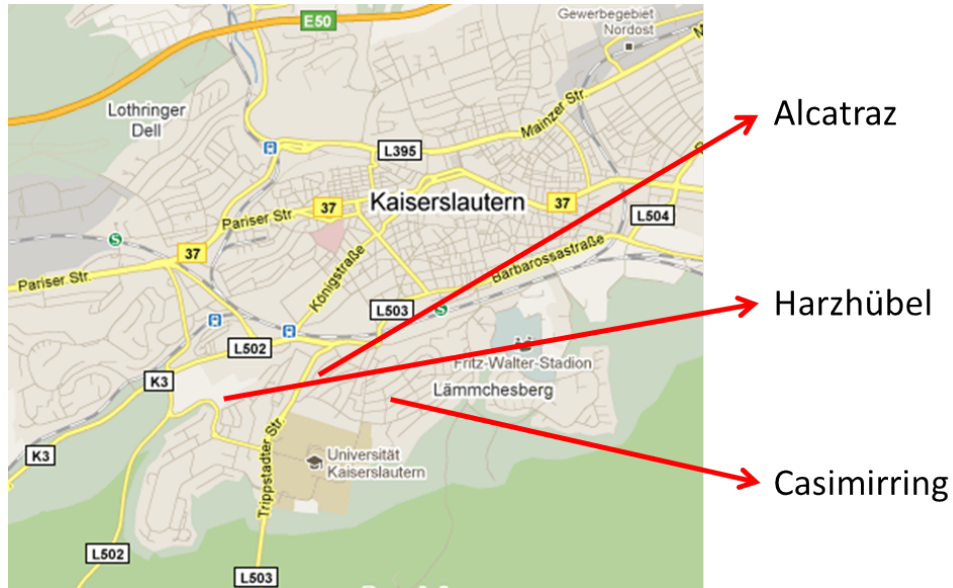 Gewerbegebiet
Nordost
E50
Lothringer
Dell
Mainzer Str.
Alcatraz
L395
Kaiserslautern
37
37
Pariser Str.
L504
37
Pariser Str.
Königstraße
Barbarossastraße
L503
Harzhübel
L502
Fritz-Walter-Stadion
K3
Lämmchesberg
Trippstadter Str.
K3
Universität
Kaiserslautern
Casimirring
L502
L503